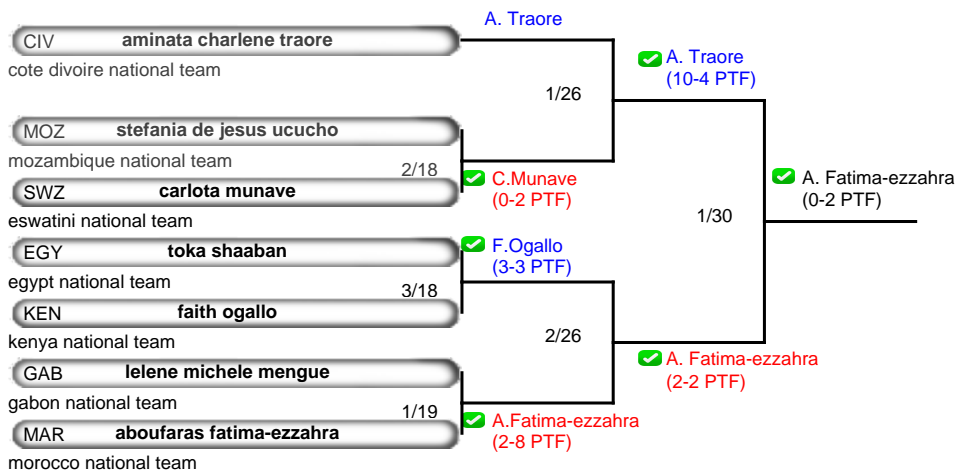 A. Traore
CIV aminata charlene traore
cote divoire national team
A. Traore
(10-4 PTF)
1/26
MOZ stefania de jesus ucucho
mozambique national team
2/18
C.Munave
(0-2 PTF)
SWZ carlota munave
eswatini national team
A. Fatima-ezzahra
(0-2 PTF)
1/30
EGY toka shaaban
egypt national team
F.Ogallo
(3-3 PTF)
3/18
KEN faith ogallo
kenya national team
2/26
A. Fatima-ezzahra
(2-2 PTF)
GAB lelene michele mengue
gabon national team
1/19
A.Fatima-ezzahra
(2-8 PTF)
MAR aboufaras fatima-ezzahra
morocco national team